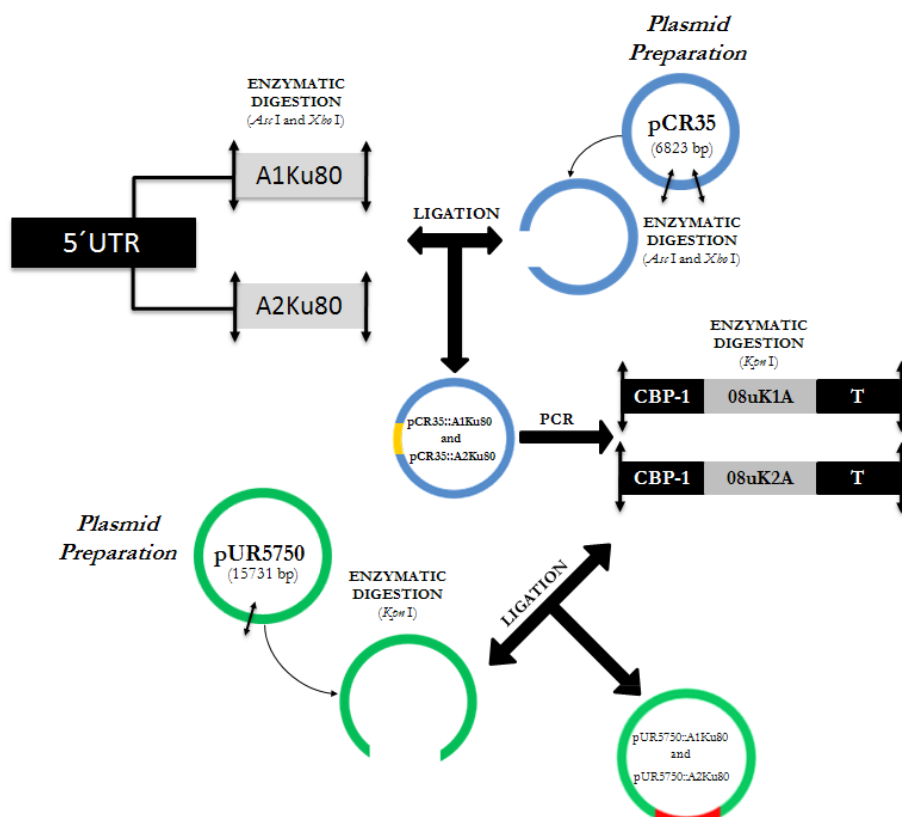 Plasmid
Preparation
ENZYMATIC
DIGESTION
(Asc I and Xho I)
A1Ku80
5´UTR
A2Ku80
LIGATION
pCR35
(6823 bp)
ENZYMATIC
DIGESTION
(Asc I and Xho I)
pCR35::A1Ku80
and
pCR35::A2Ku80
PCR
ENZYMATIC
DIGESTION
(Kpn I)
CBP-1 08uK1A T
CBP-1 08uK2A T
Plasmid
Preparation
pUR5750
(15731 bp)
ENZYMATIC
DIGESTION
(Kpn I)
LIGATION
pUR5750::A1Ku80
and
pUR5750::A2Ku80